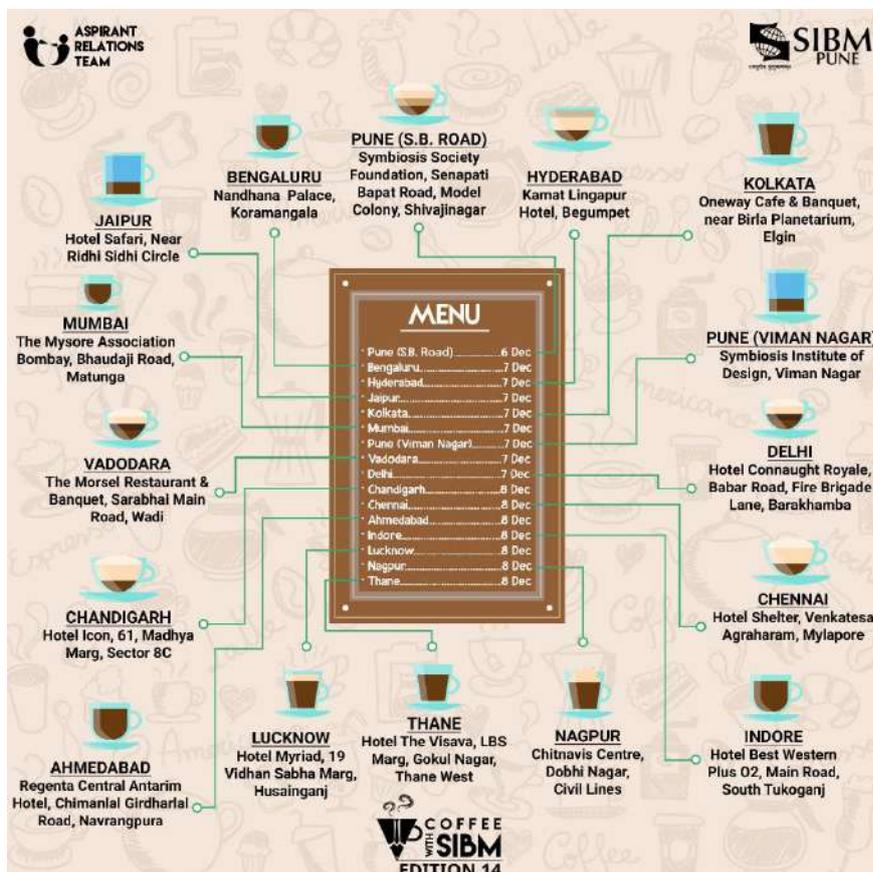 ASPIRANT
RELATIONS
TEAM
SIBM
PUNE
JAIPUR
Hotel Safari, Near
Ridhi Sidhi Circle
BENGALURU
Nandhana Palace,
Koramangala
PUNE (S.B. ROAD)
Symbiosis Society
Foundation, Senapati
Bapat Road, Model
Colony, Shivajinagar
HYDERABAD
Kamat Lingapur
Hotel, Begumpet
KOLKATA
Oneway Cafe & Banquet,
near Birla Planetarium,
Elgin
MUMBAI
The Mysore Association
Bombay, Bhaudaji Road,
Matunga
MENU
Pune (S.B. Road)..........6 Dec
Bengaluru..........7 Dec
Hyderabad..........7 Dec
Jaipur..........7 Dec
Kolkata..........7 Dec
Mumbai..........7 Dec
Pune (Viman Nagar)..........7 Dec
Vadodara..........7 Dec
Delhi..........7 Dec
Chandigarh..........8 Dec
Chennai..........8 Dec
Ahmedabad..........8 Dec
Indore..........8 Dec
Lucknow..........8 Dec
Nagpur..........8 Dec
Thane..........8 Dec
PUNE (VIMAN NAGAR)
Symbiosis Institute of
Design, Viman Nagar
VADODARA
The Morsel Restaurant &
Banquet, Sarabhai Main
Road, Wadi
DELHI
Hotel Connaught Royale,
Babar Road, Fire Brigade
Lane, Barakhamba
CHANDIGARH
Hotel Icon, 61, Madhya
Marg, Sector 8C
CHENNAI
Hotel Shelter, Venkatesa
Agraharam, Mylapore
AHMEDABAD
Regenta Central Antarim
Hotel, Chimanlal Girdharlal
Road, Navrangpura
LUCKNOW
Hotel Myriad, 19
Vidhan Sabha Marg,
Husainganj
THANE
Hotel The Visava, LBS
Marg, Gokul Nagar,
Thane West
NAGPUR
Chitnavis Centre,
Dobhi Nagar,
Civil Lines
INDORE
Hotel Best Western
Plus O2, Main Road,
South Tukoganj
COFFEE
WITH SIBM
EDITION 14